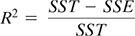 R² = (SST − SSE) / SST